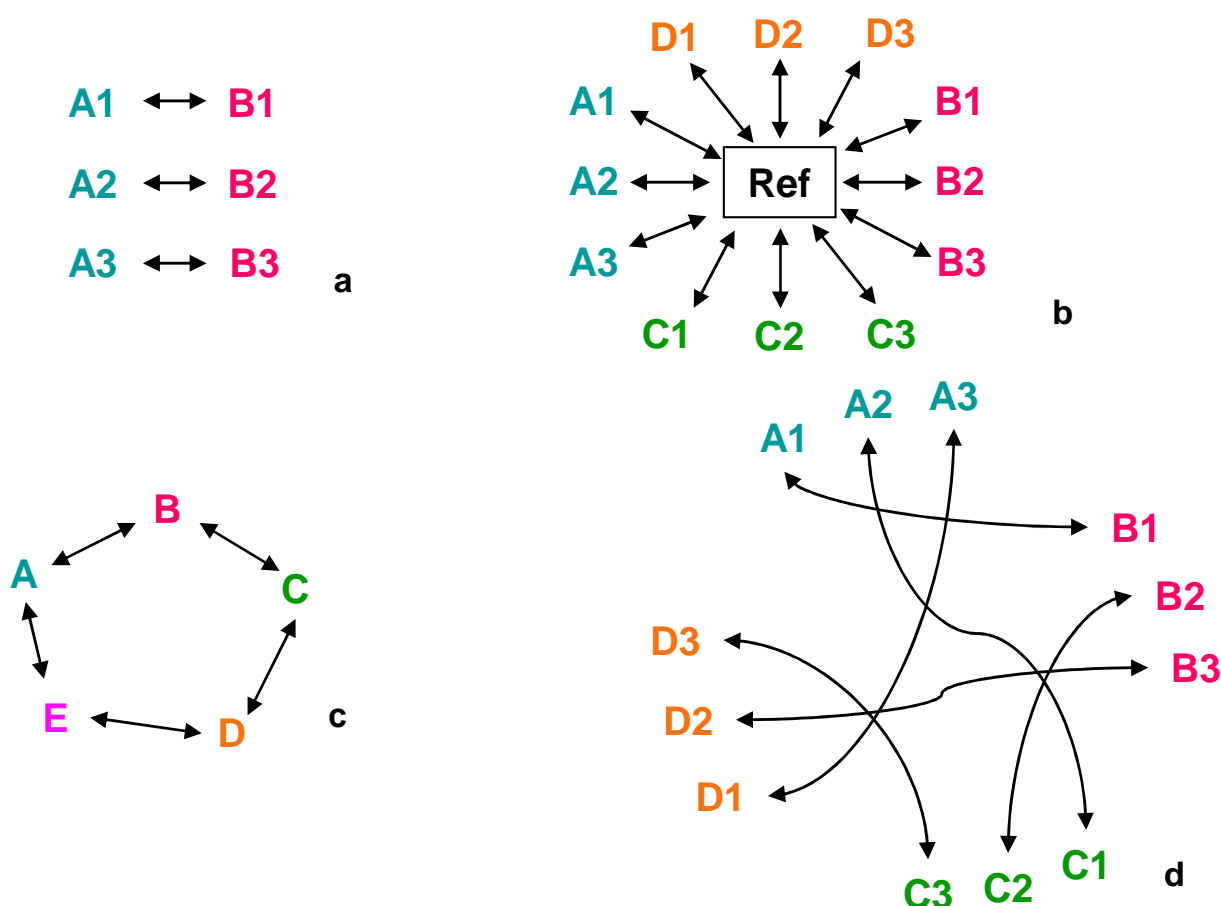 A1 B1
A2 B2
A3 B3
a
D1 D2 D3
A1 B1
A2 Ref B2
A3 B3
C1 C2 C3
b
B
A C
E D
c
A1 A2 A3
B1
B2
D3 B3
D2
D1
C3 C2 C1
d